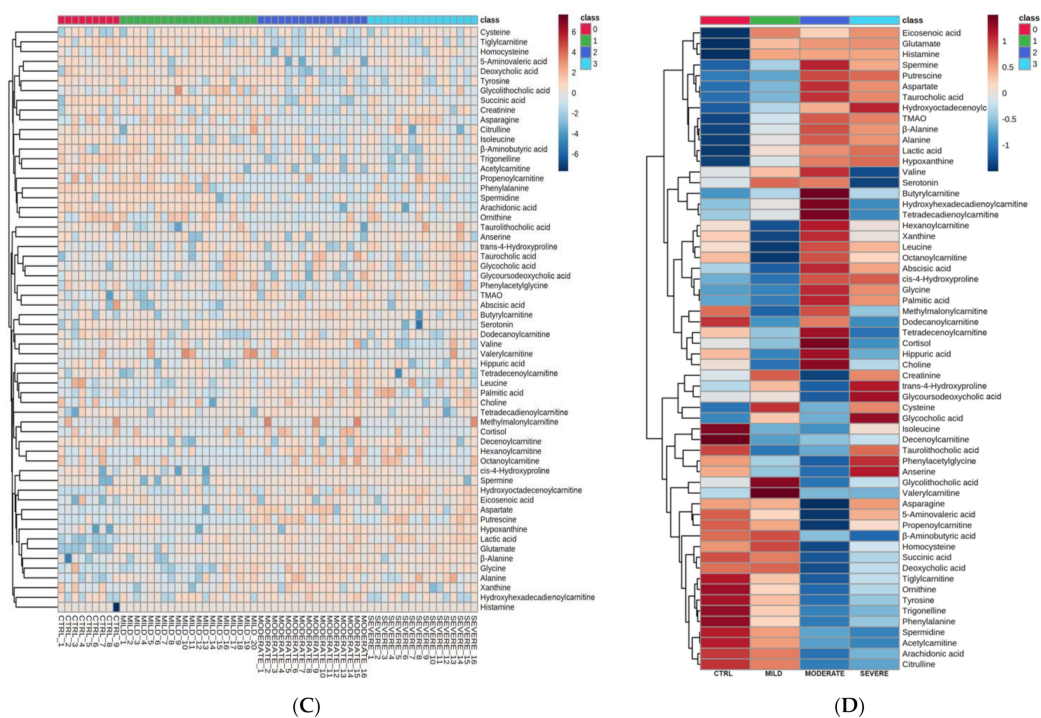 class
Cysteine
Tiglylcarnitine
Homocysteine
5-Aminovaleric acid
Deoxycholic acid
Tyrosine
Glycolithocholic acid
Succinic acid
Creatinine
Asparagine
Citrulline
Isoleucine
β-Aminobutyric acid
Trigonelline
Acetylcarnitine
Propenoylcarnitine
Phenylalanine
Spermidine
Arachidonic acid
Ornithine
Taurolithocholic acid
Anserine
trans-4-Hydroxyproline
Taurocholic acid
Glycocholic acid
Glycoursodeoxycholic acid
Phenylacetylglycine
TMAO
Abscisic acid
Butyrylcarnitine
Serotonin
Dodecanoylcarnitine
Valine
Valerylcarnitine
Hippuric acid
Tetradecenoylcarnitine
Leucine
Palmitic acid
Choline
Tetradecadienoylcarnitine
Methylmalonylcarnitine
Cortisol
Decenoylcarnitine
Hexanoylcarnitine
Octanoylcarnitine
cis-4-Hydroxyproline
Spermine
Hydroxyoctadecenoylcarnitine
Eicosenoic acid
Aspartate
Putrescine
Hypoxanthine
Lactic acid
Glutamate
β-Alanine
Glycine
Alanine
Xanthine
Hydroxyhexadecadienoylcarnitine
Histamine
6
4
2
0
-2
-4
-6
class
0
1
2
3
(C)
class
Eicosenoic acid
Glutamate
Histamine
Spermine
Putrescine
Aspartate
Taurocholic acid
Hydroxyoctadecenoylc
TMAO
β-Alanine
Alanine
Lactic acid
Hypoxanthine
Valine
Serotonin
Butyrylcarnitine
Hydroxyhexadecadienoylcarnitine
Tetradecadienoylcarnitine
Hexanoylcarnitine
Xanthine
Leucine
Octanoylcarnitine
Abscisic acid
cis-4-Hydroxyproline
Glycine
Palmitic acid
Methylmalonylcarnitine
Dodecanoylcarnitine
Tetradecenoylcarnitine
Cortisol
Hippuric acid
Choline
Creatinine
trans-4-Hydroxyproline
Glycoursodeoxycholic acid
Cysteine
Glycocholic acid
Isoleucine
Decenoylcarnitine
Taurolithocholic acid
Phenylacetylglycine
Anserine
Glycolithocholic acid
Valerylcarnitine
Asparagine
5-Aminovaleric acid
Propenoylcarnitine
β-Aminobutyric acid
Homocysteine
Succinic acid
Deoxycholic acid
Tiglylcarnitine
Ornithine
Tyrosine
Trigonelline
Phenylalanine
Spermidine
Acetylcarnitine
Arachidonic acid
Citrulline
CTRL MILD MODERATE SEVERE
1
0.5
0
-0.5
-1
class
0
1
2
3
(D)